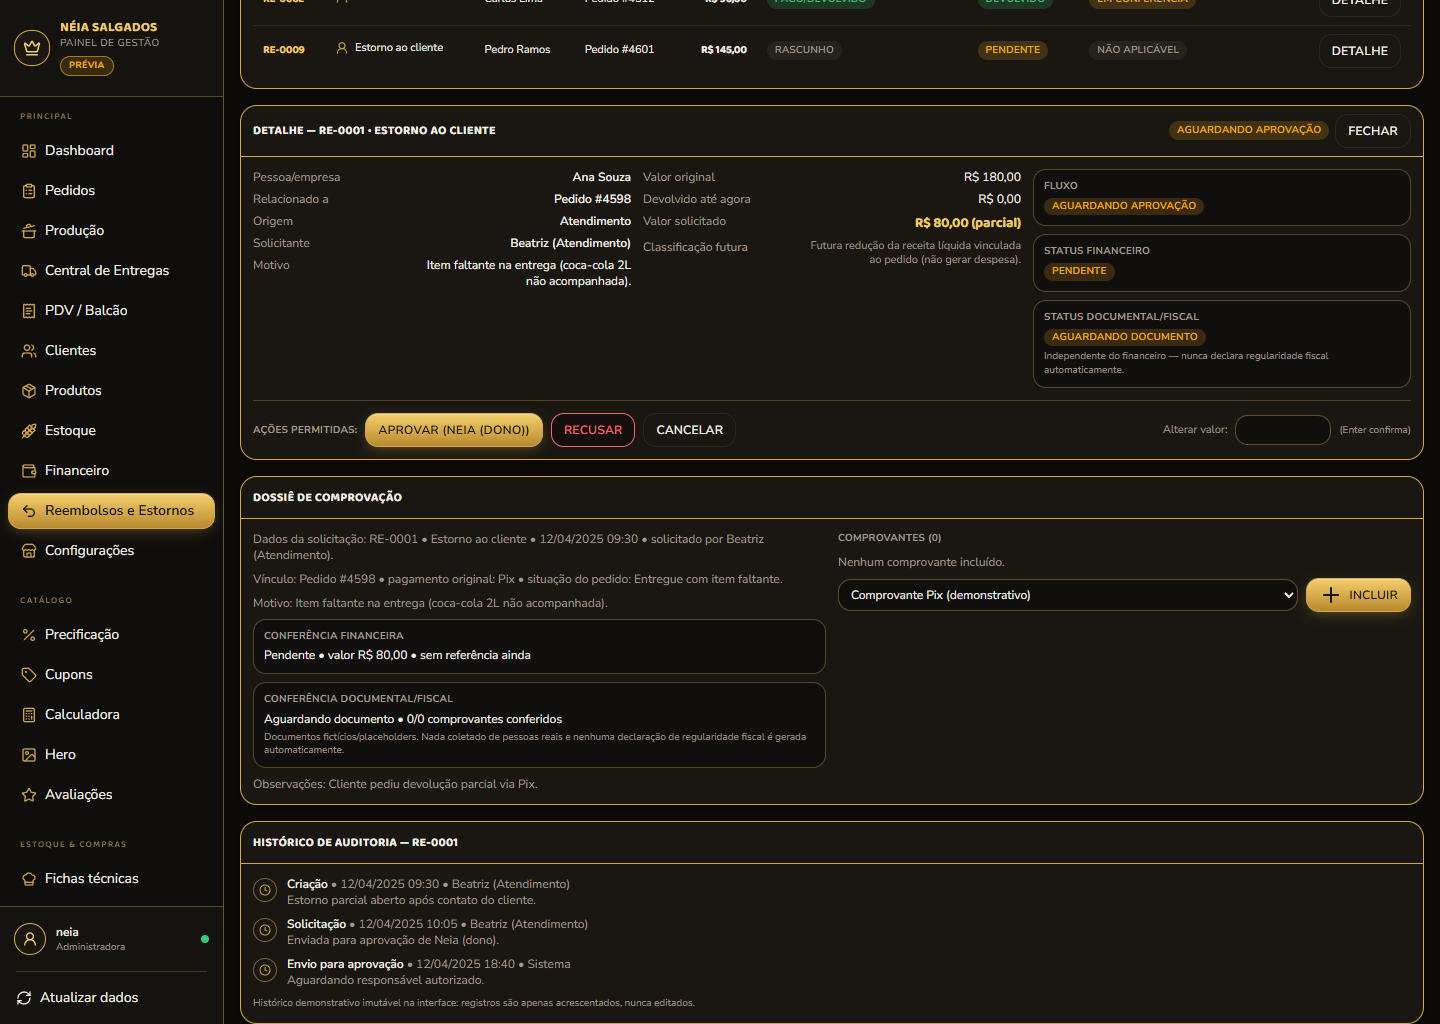 NÉIA SALGADOS
PAINEL DE GESTÃO
PRÉVIA
PRINCIPAL
Dashboard
Pedidos
Produção
Central de Entregas
PDV / Balcão
Clientes
Produtos
Estoque
Financeiro
Reembolsos e Estornos
Configurações
CATÁLOGO
Precificação
Cupons
Calculadora
Hero
Avaliações
ESTOQUE & COMPRAS
Fichas técnicas
neia
Administradora
Atualizar dados
RE-0009 Estorno ao cliente Pedro Ramos Pedido #4601 R$ 145,00 RASCUNHO PENDENTE NÃO APLICÁVEL DETALHE
DETALHE — RE-0001 • ESTORNO AO CLIENTE AGUARDANDO APROVAÇÃO FECHAR
Pessoa/empresa Ana Souza
Relacionado a Pedido #4598
Origem Atendimento
Solicitante Beatriz (Atendimento)
Motivo Item faltante na entrega (coca-cola 2L
não acompanhada).
Valor original R$ 180,00
Devolvido até agora R$ 0,00
Valor solicitado R$ 80,00 (parcial)
Classificação futura Futura redução da receita líquida vinculada
ao pedido (não gerar despesa).
FLUXO
AGUARDANDO APROVAÇÃO
STATUS FINANCEIRO
PENDENTE
STATUS DOCUMENTAL/FISCAL
AGUARDANDO DOCUMENTO
Independente do financeiro — nunca declara regularidade fiscal
automaticamente.
AÇÕES PERMITIDAS: APROVAR (NEIA (DONO)) RECUSAR CANCELAR Alterar valor: (Enter confirma)
DOSSIÊ DE COMPROVAÇÃO
Dados da solicitação: RE-0001 • Estorno ao cliente • 12/04/2025 09:30 • solicitado por Beatriz
(Atendimento).
Vínculo: Pedido #4598 • pagamento original: Pix • situação do pedido: Entregue com item faltante.
Motivo: Item faltante na entrega (coca-cola 2L não acompanhada).
CONFERÊNCIA FINANCEIRA
Pendente • valor R$ 80,00 • sem referência ainda
CONFERÊNCIA DOCUMENTAL/FISCAL
Aguardando documento • 0/0 comprovantes conferidos
Documentos fictícios/placeholders. Nada coletado de pessoas reais e nenhuma declaração de regularidade fiscal é gerada
automaticamente.
Observações: Cliente pediu devolução parcial via Pix.
COMPROVANTES (0)
Nenhum comprovante incluído.
Comprovante Pix (demonstrativo) INCLUIR
HISTÓRICO DE AUDITORIA — RE-0001
Criação • 12/04/2025 09:30 • Beatriz (Atendimento)
Estorno parcial aberto após contato do cliente.
Solicitação • 12/04/2025 10:05 • Beatriz (Atendimento)
Enviada para aprovação de Neia (dono).
Envio para aprovação • 12/04/2025 18:40 • Sistema
Aguardando responsável autorizado.
Histórico demonstrativo imutável na interface: registros são apenas acrescentados, nunca editados.